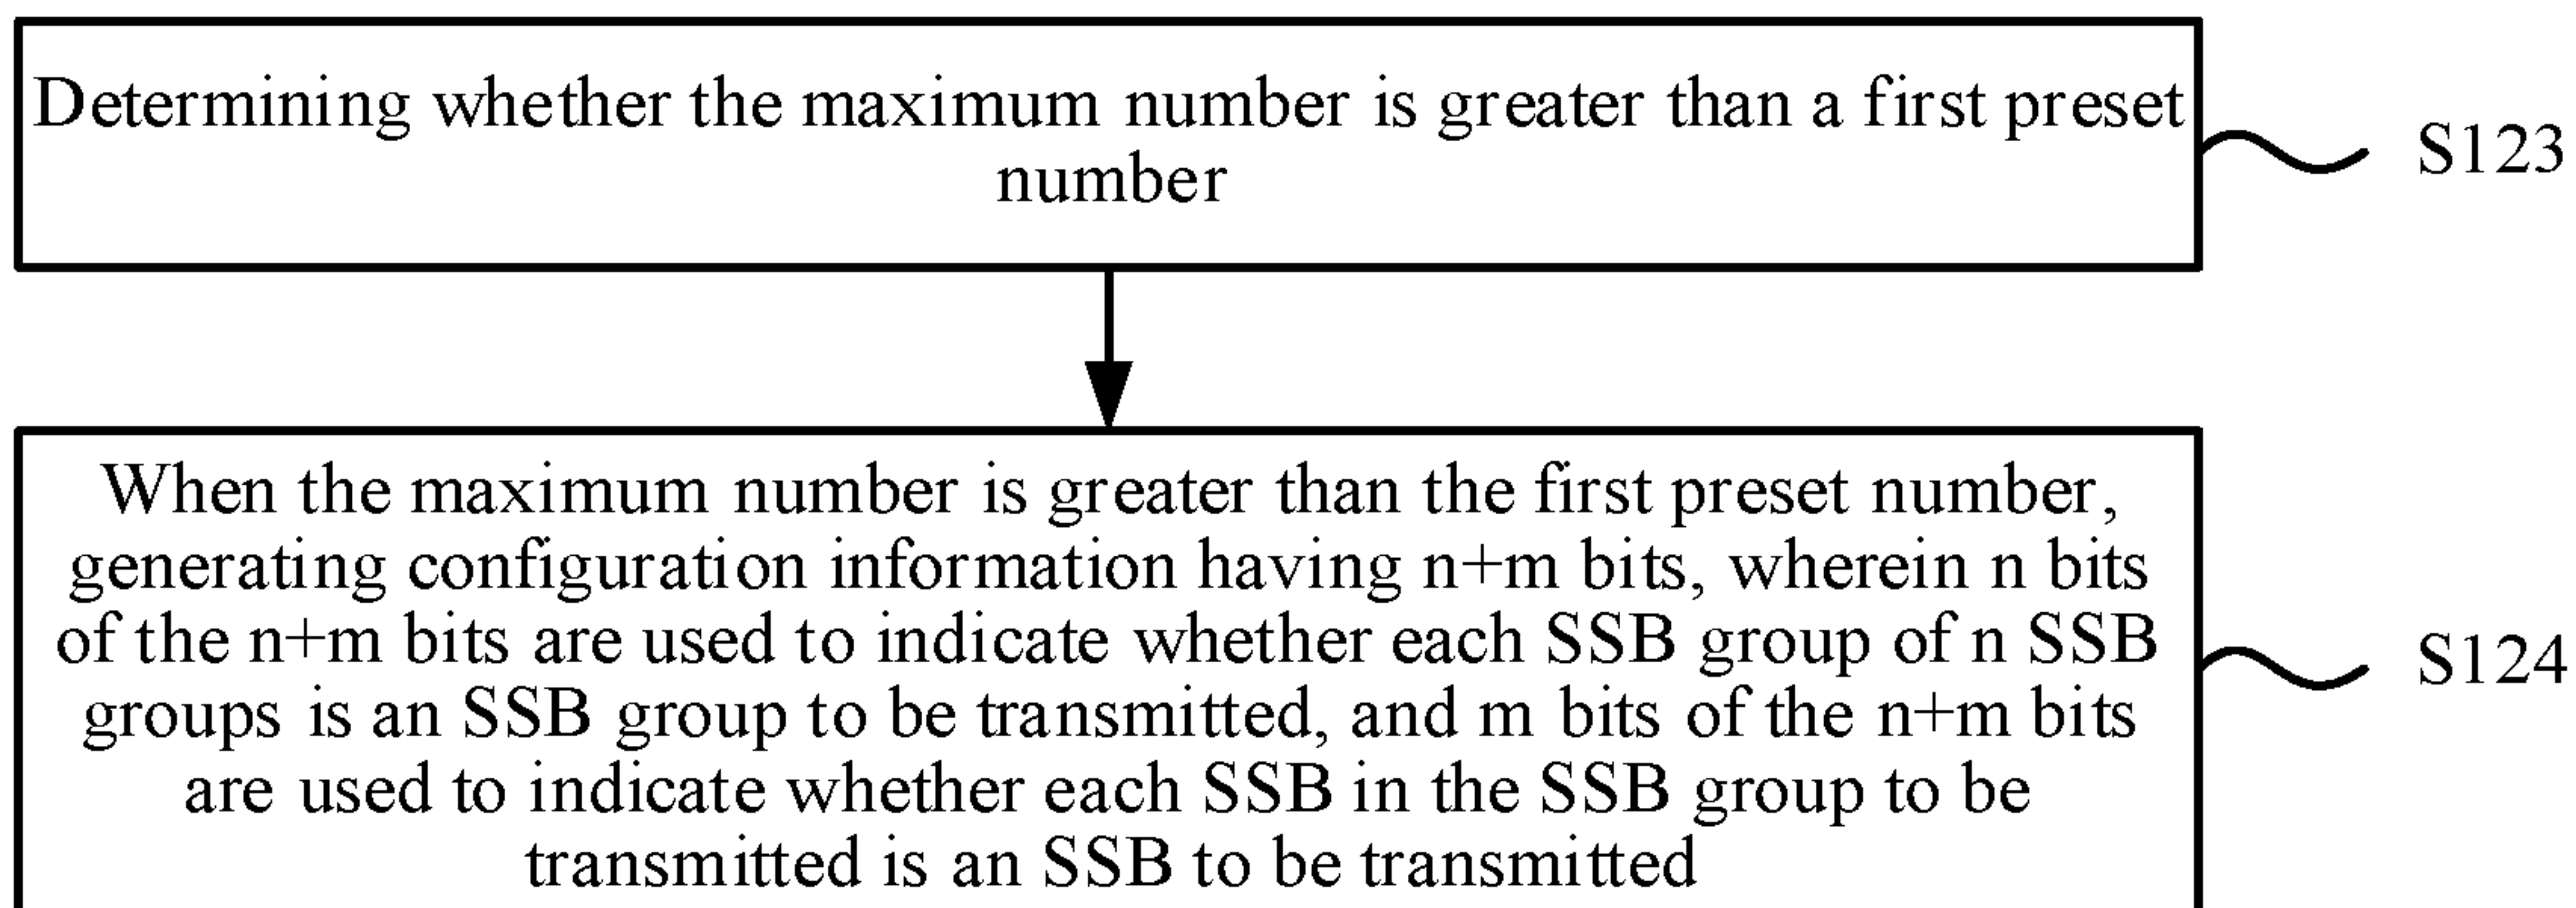 Determining whether the maximum number is greater than a first preset
number
S123
When the maximum number is greater than the first preset number,
generating configuration information having n+m bits, wherein n bits
of the n+m bits are used to indicate whether each SSB group of n SSB
groups is an SSB group to be transmitted, and m bits of the n+m bits
are used to indicate whether each SSB in the SSB group to be
transmitted is an SSB to be transmitted
S124